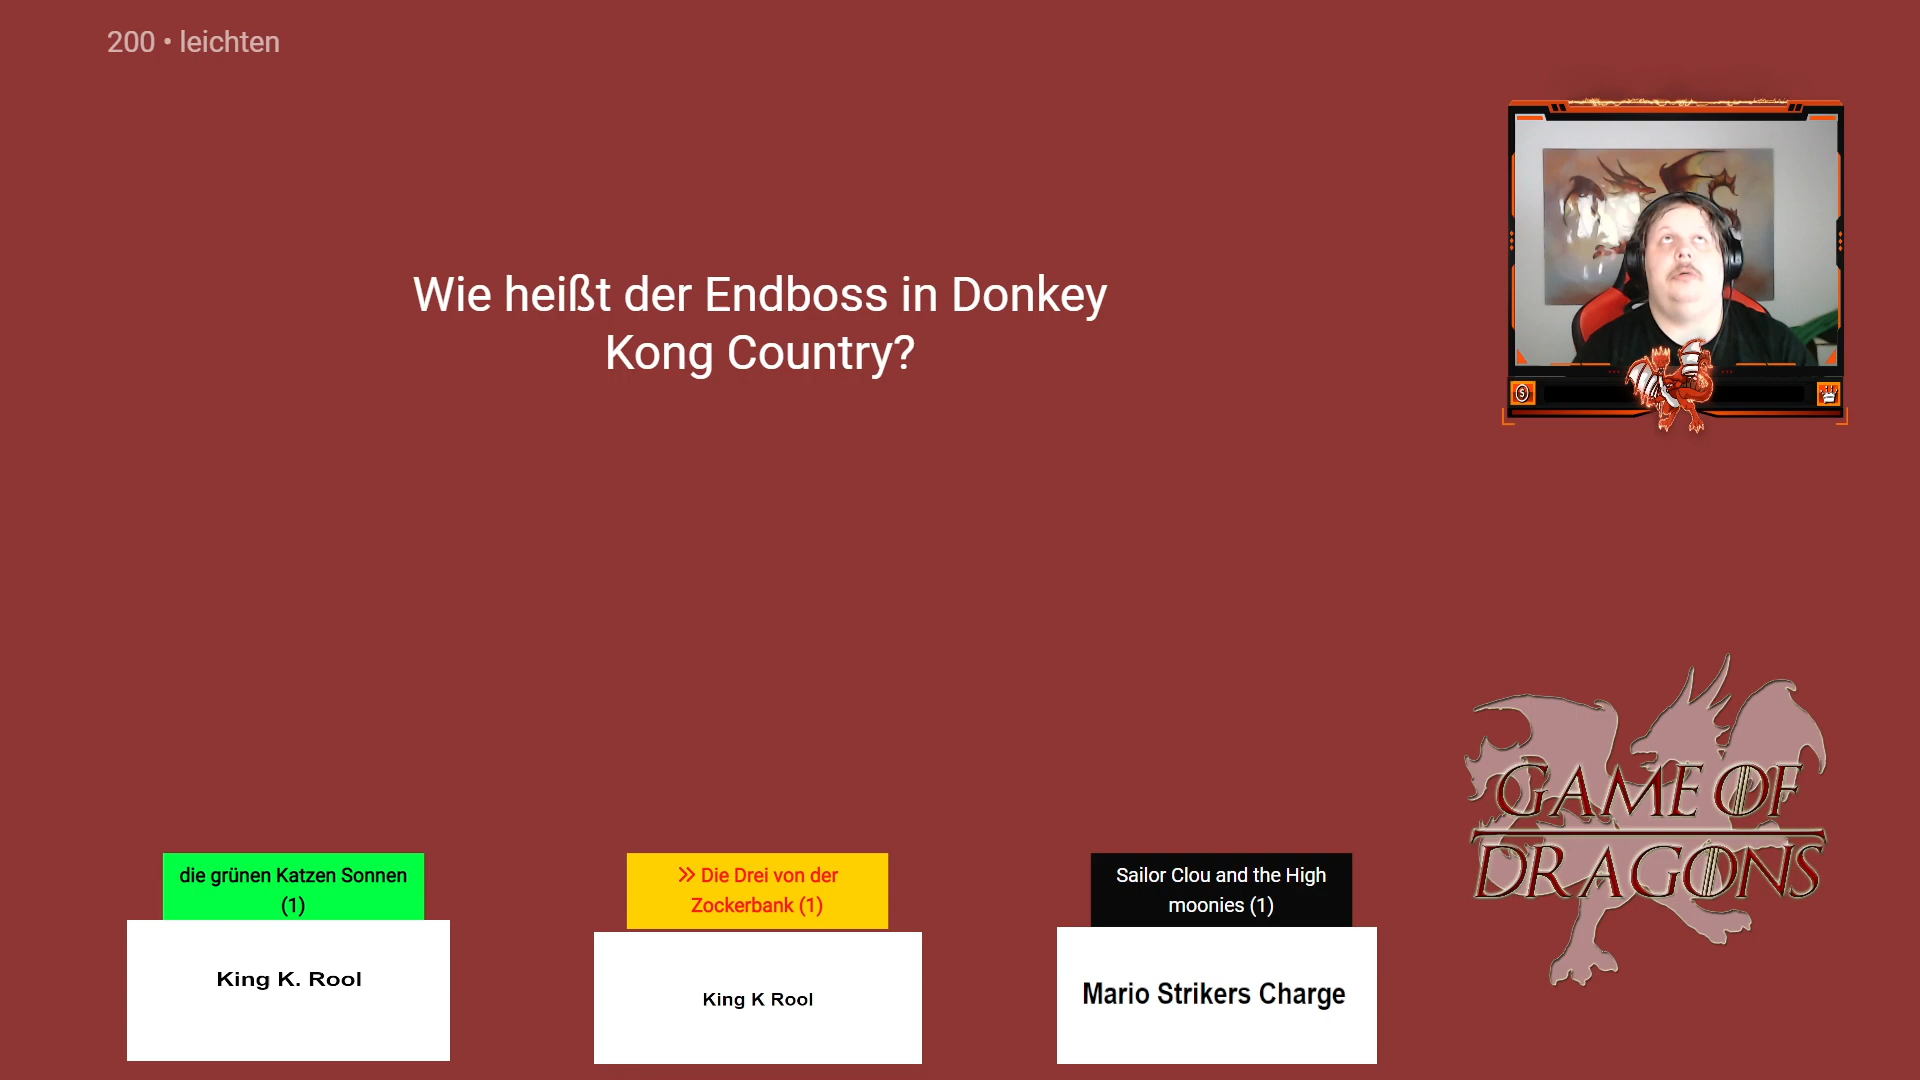 200 • leichten
Wie heißt der Endboss in Donkey
Kong Country?
S
GAME OF
DRAGONS
die grünen Katzen Sonnen
(1)
King K. Rool
» Die Drei von der
Zockerbank (1)
King K Rool
Sailor Clou and the High
moonies (1)
Mario Strikers Charge